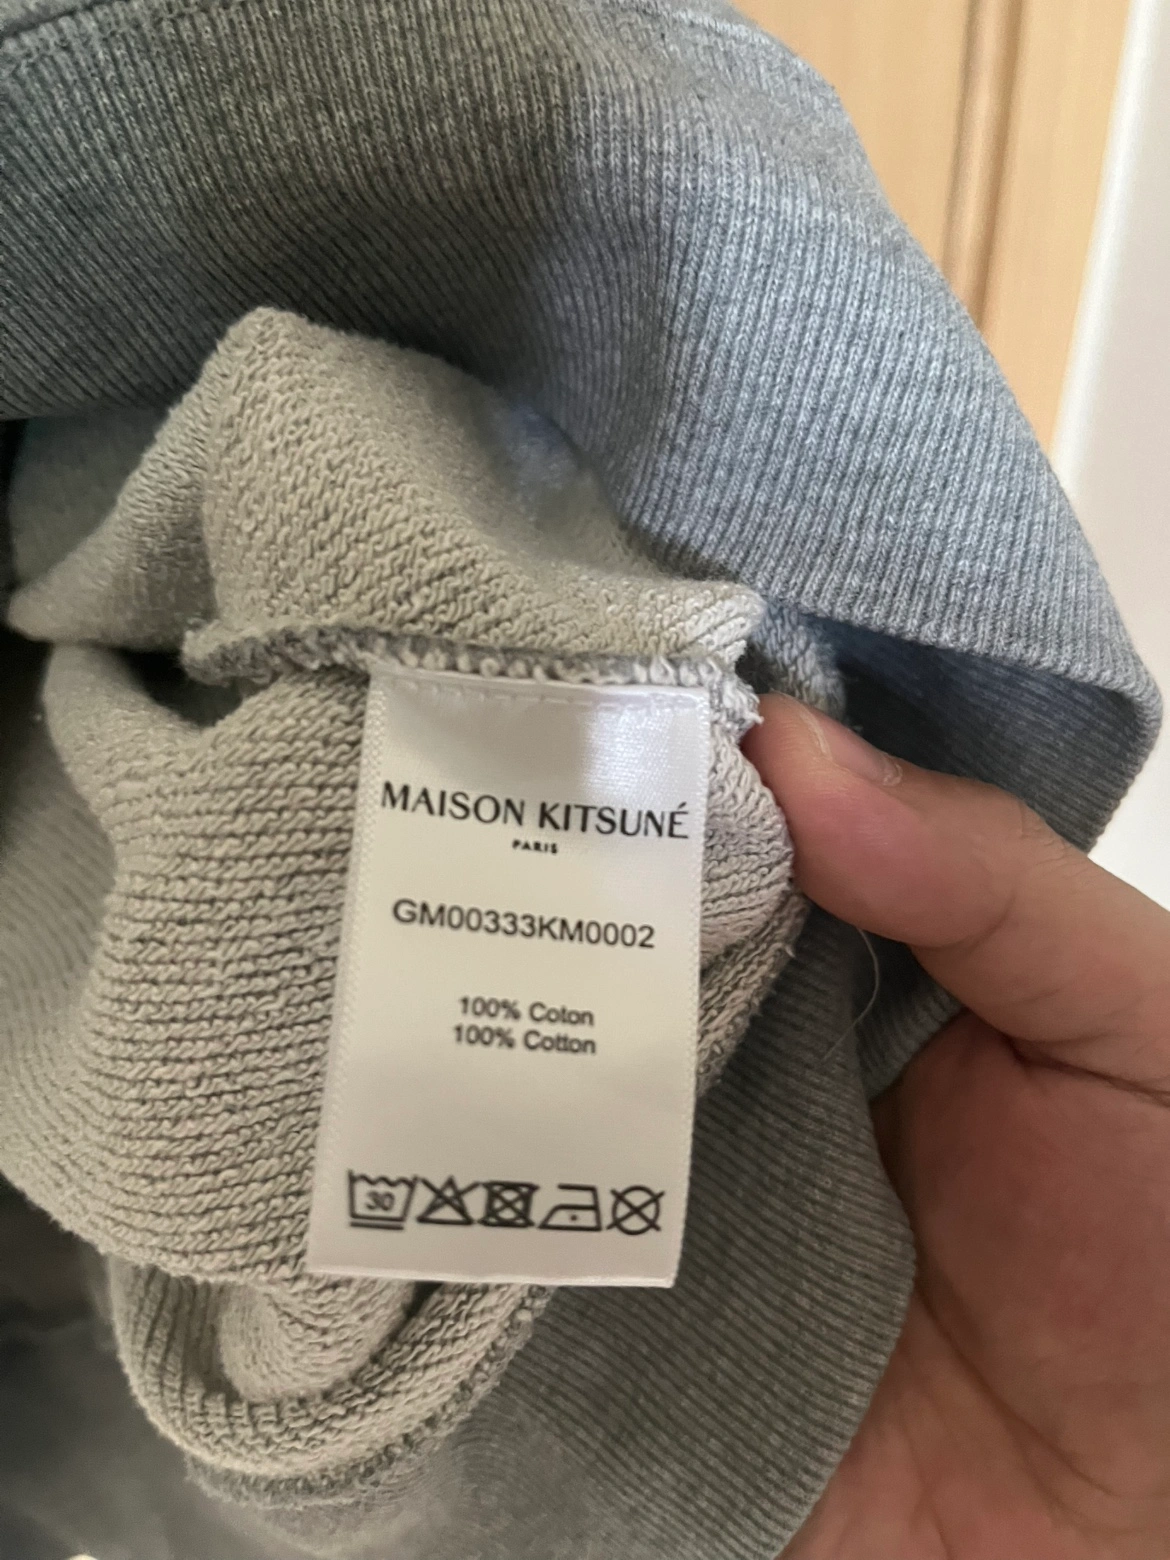 MAISON KITSUNÉ
PARIS
GM00333KM0002
100% Coton
100% Cotton
30